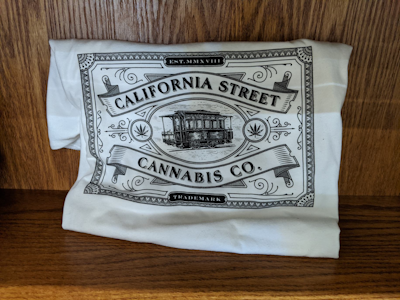 EST. MMXVIII
CALIFORNIA STREET
CANNABIS CO.
TRADEMARK